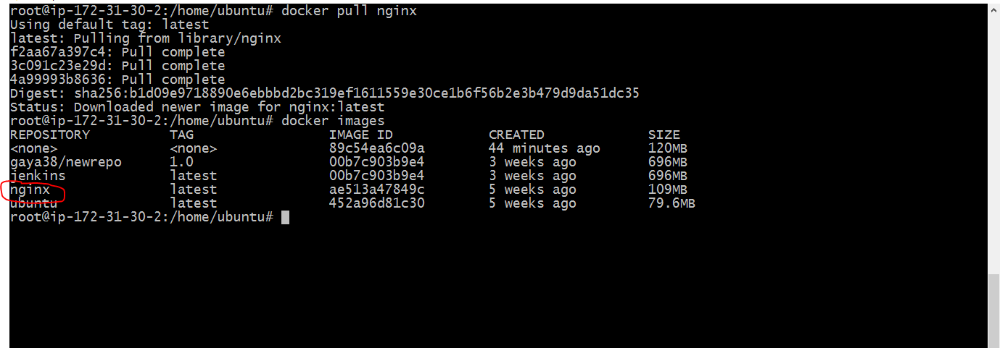 root@ip-172-31-30-2:/home/ubuntu# docker pull nginx
Using default tag: latest
latest: Pulling from library/nginx
f2aa67a397c4: Pull complete
3c091c23e29d: Pull complete
4a99993b8636: Pull complete
Digest: sha256:b1d09e9718890e6ebbbd2bc319ef1611559e30ce1b6f56b2e3b479d9da51dc35
Status: Downloaded newer image for nginx:latest
root@ip-172-31-30-2:/home/ubuntu# docker images
REPOSITORY TAG IMAGE ID CREATED SIZE
<none> <none> 89c54ea6c09a 44 minutes ago 120MB
gaya38/newrepo 1.0 00b7c903b9e4 3 weeks ago 696MB
jenkins latest 00b7c903b9e4 3 weeks ago 696MB
nginx latest ae513a47849c 5 weeks ago 109MB
ubuntu latest 452a96d81c30 5 weeks ago 79.6MB
root@ip-172-31-30-2:/home/ubuntu#